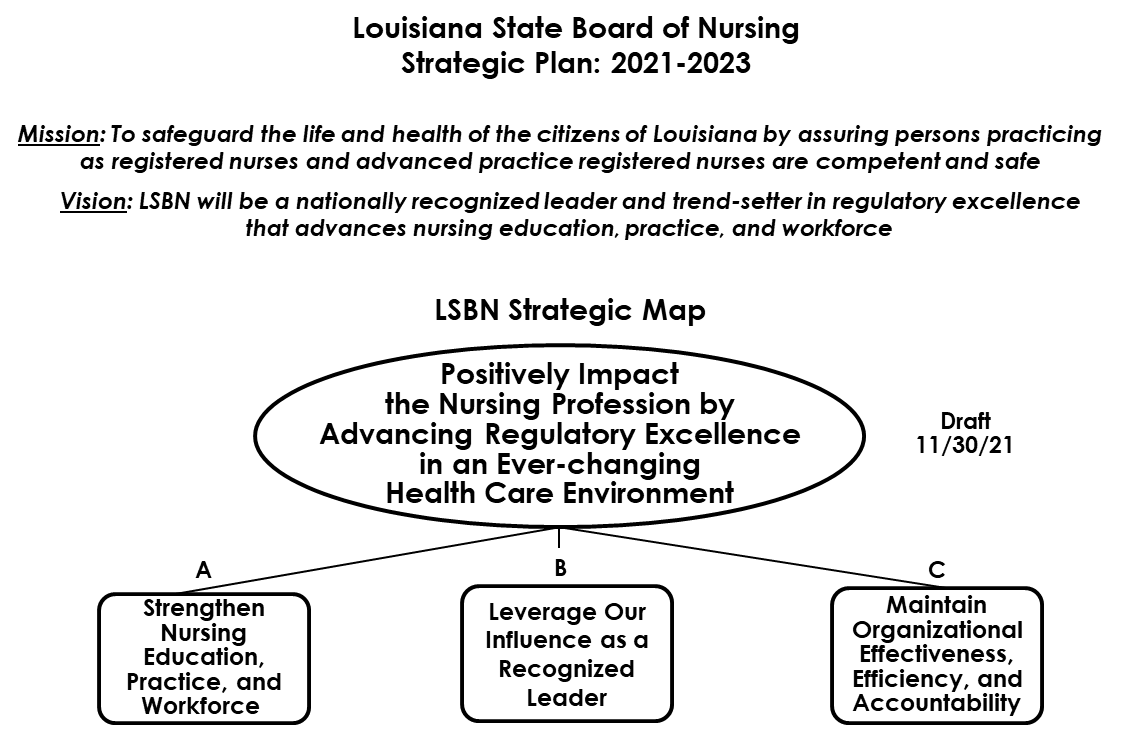 Louisiana State Board of Nursing
Strategic Plan: 2021-2023
Mission: To safeguard the life and health of the citizens of Louisiana by assuring persons practicing
as registered nurses and advanced practice registered nurses are competent and safe
Vision: LSBN will be a nationally recognized leader and trend-setter in regulatory excellence
that advances nursing education, practice, and workforce
LSBN Strategic Map
Positively Impact
the Nursing Profession by
Advancing Regulatory Excellence
in an Ever-changing
Health Care Environment
Draft
11/30/21
A
Strengthen
Nursing
Education,
Practice, and
Workforce
B
Leverage Our
Influence as a
Recognized
Leader
C
Maintain
Organizational
Effectiveness,
Efficiency, and
Accountability